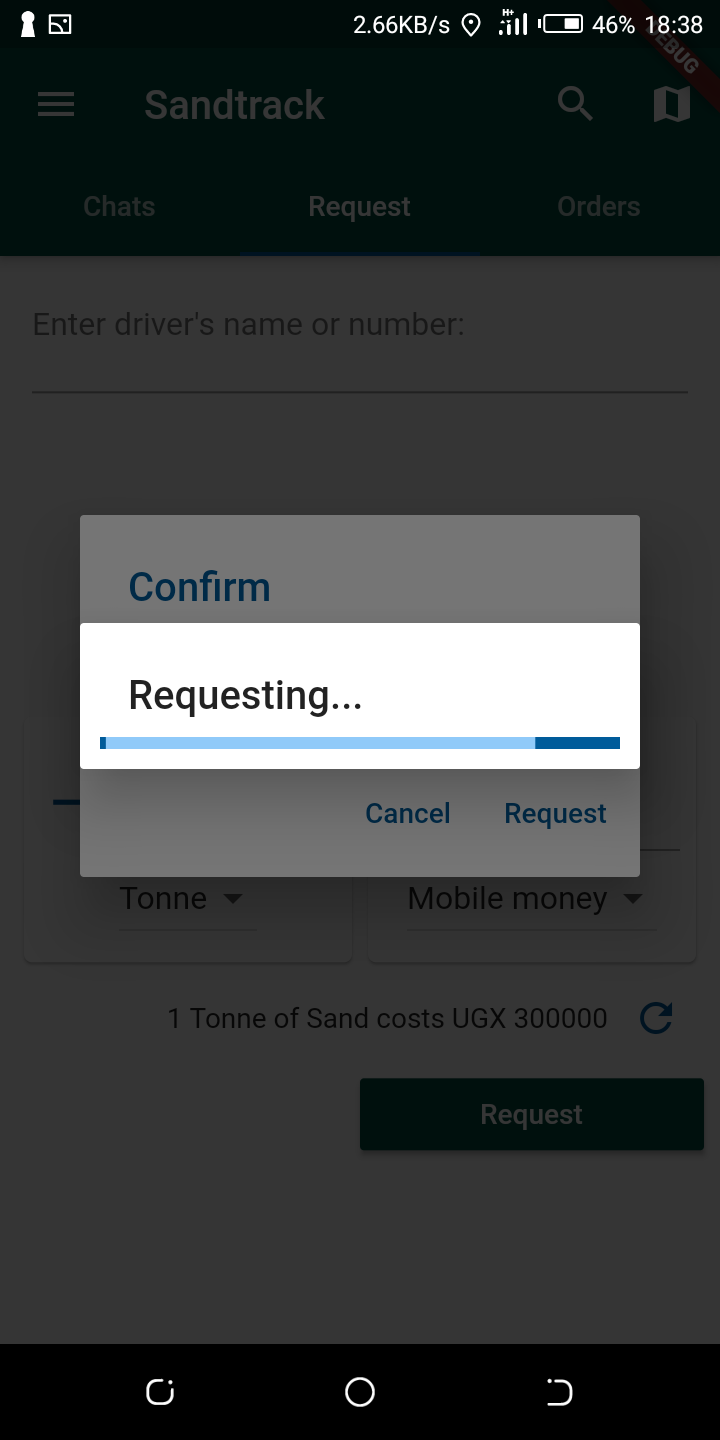 2.66KB/s H+ 46% 18:38
DEBUG
Sandtrack
Chats Request Orders
Enter driver's name or number:
Confirm
Requesting...
Cancel Request
Tonne Mobile money
1 Tonne of Sand costs UGX 300000
Request